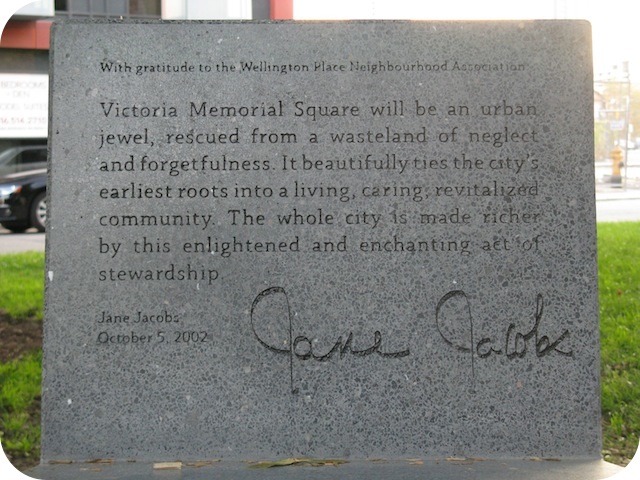 With gratitude to the Wellington Place Neighbourhood Association
Victoria Memorial Square will be an urban
jewel, rescued from a wasteland of neglect
and forgetfulness. It beautifully ties the city's
earliest roots into a living, caring, revitalized
community. The whole city is made richer
by this enlightened and enchanting act of
stewardship.
Jane Jacobs
October 5, 2002
Jane Jacobs
BEDROOMS
+ DEN